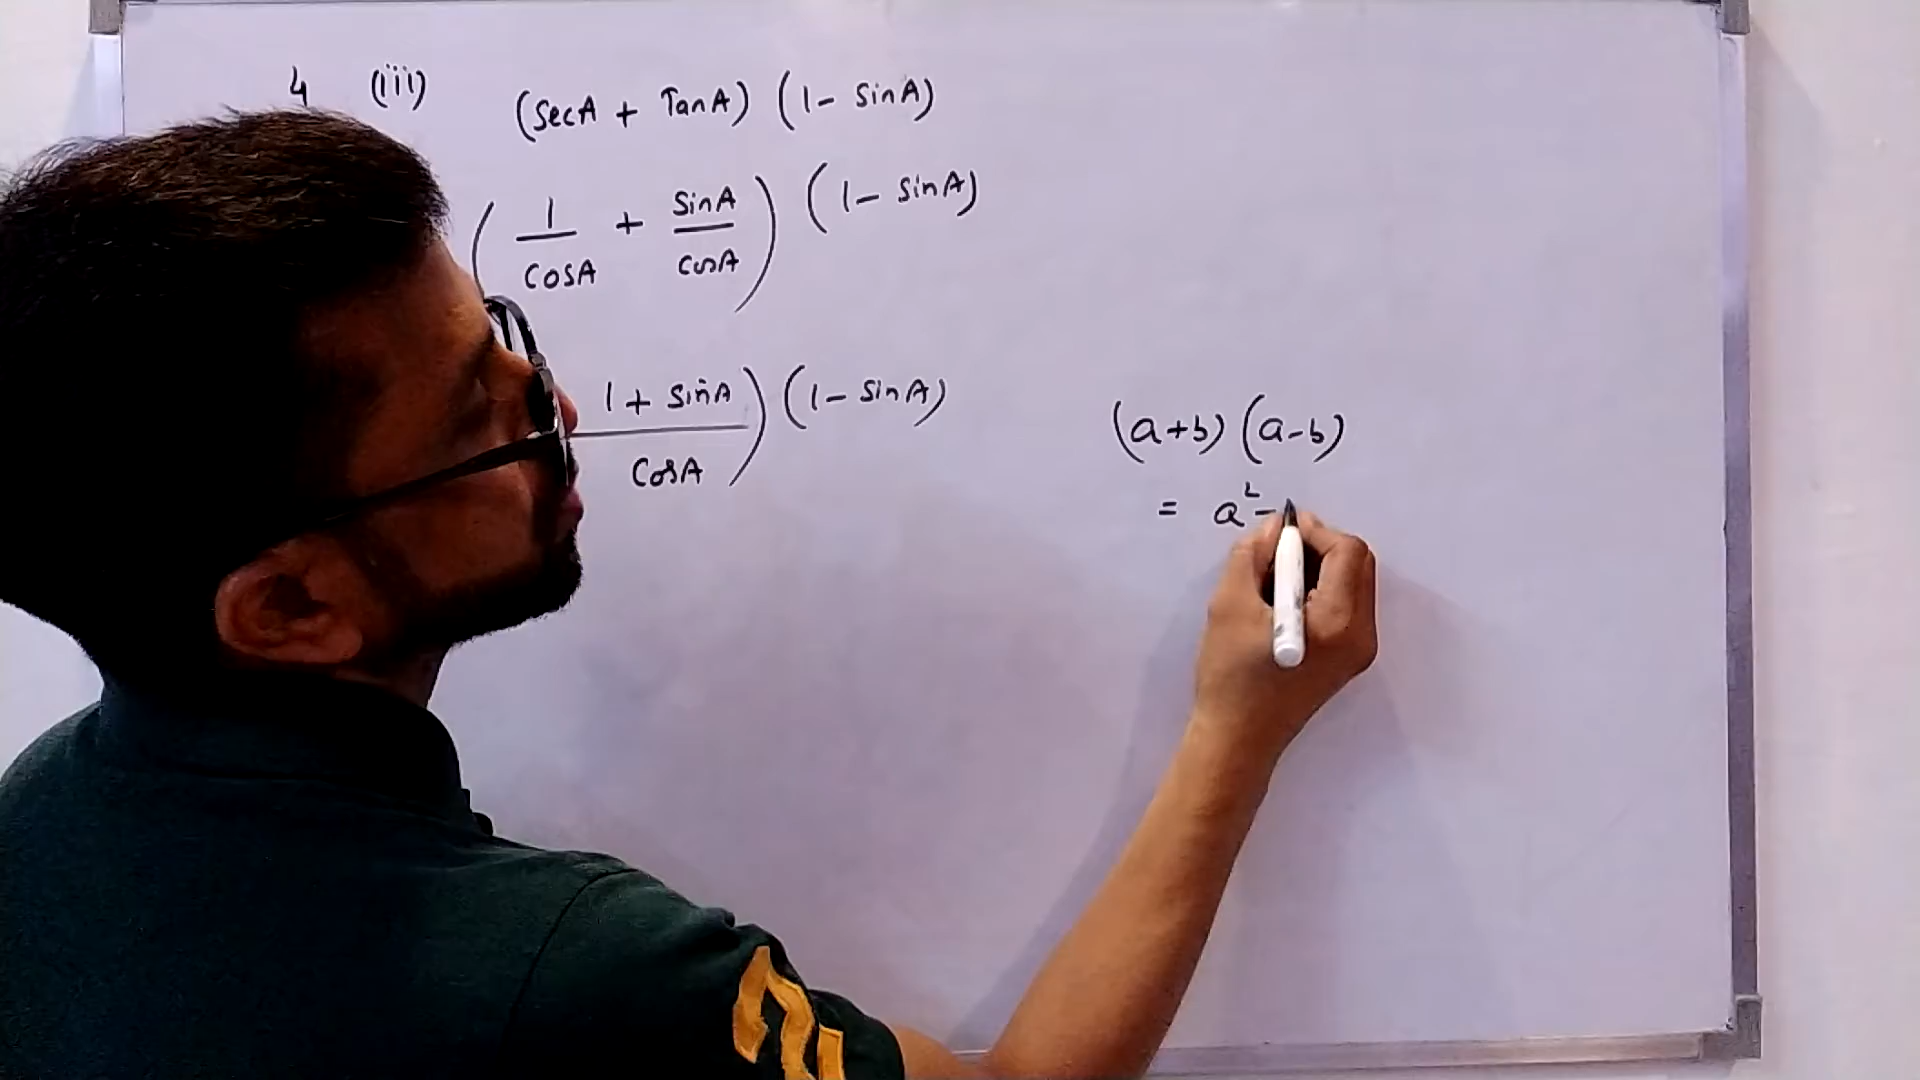 4 (iii) (SecA + TanA) (1 - SinA)
( 1/CosA + SinA/CosA ) (1 - SinA)
1 + SinA/CosA ) (1 - SinA)
(a+b) (a-b)
= a² -